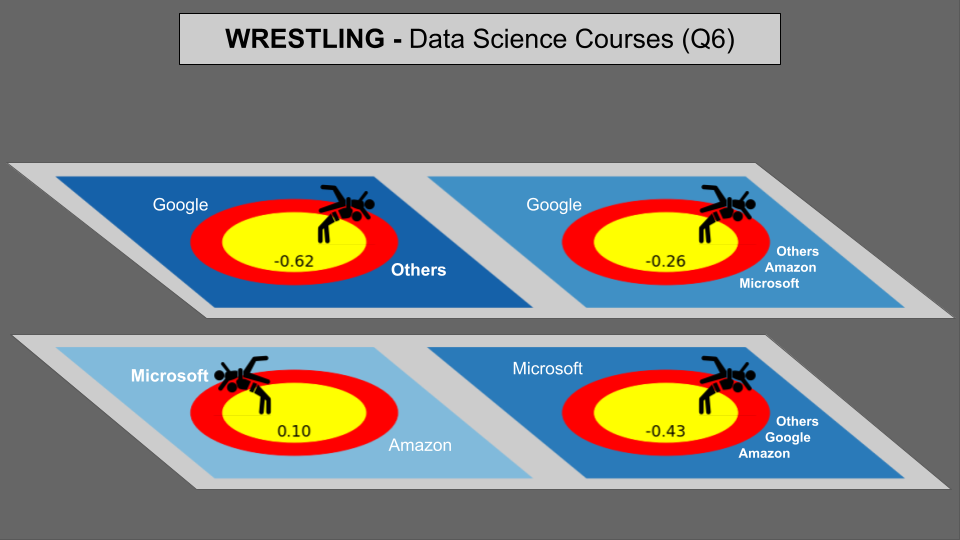 WRESTLING - Data Science Courses (Q6)
Google
-0.62
Others
Google
-0.26
Others
Amazon
Microsoft
Microsoft
0.10
Amazon
Microsoft
-0.43
Others
Google
Amazon